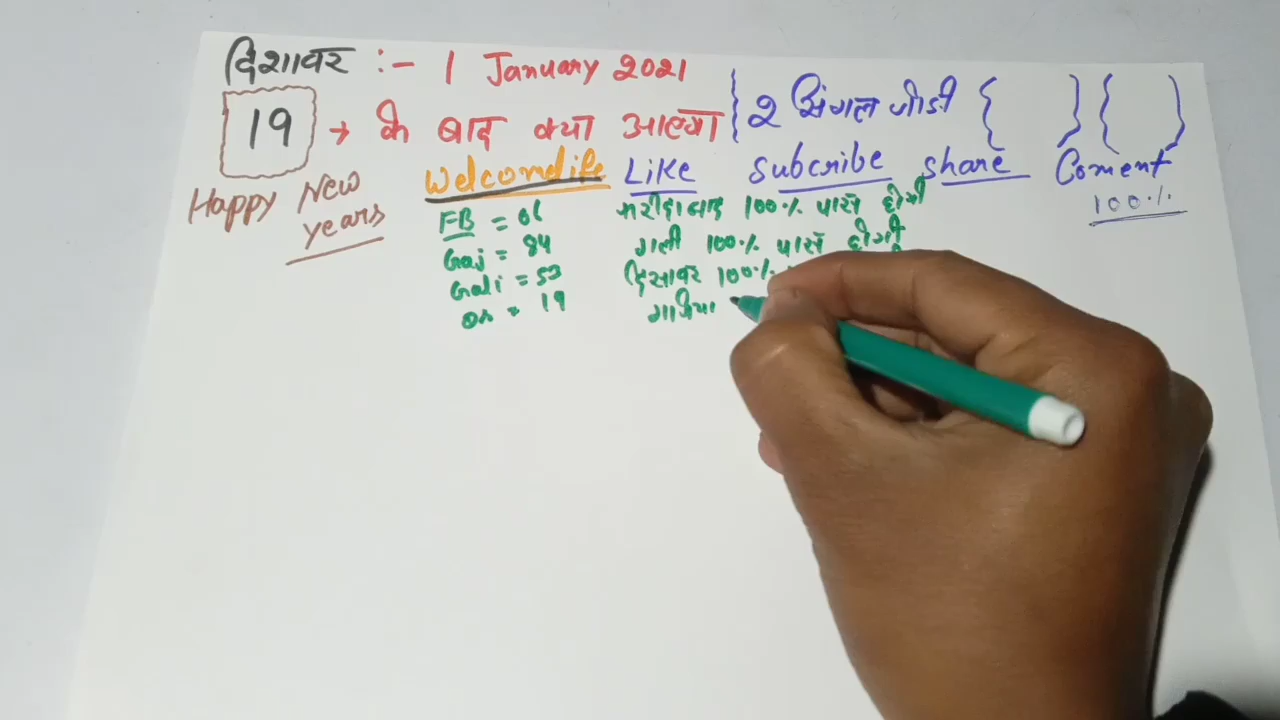 दिशावर :- 1 January 2021
19 → के बाद क्या आएगा { 2 सिंगल जोडी { } { }
Welcomelife Like Subcribe share Coment
Happy New years
100%
FB = 06 फरीदाबाद 100% पास होगी
Gaj = 84 गली 100% पास होगी
Gali = 53 दिसावर 100%
DS = 19 गाजिया